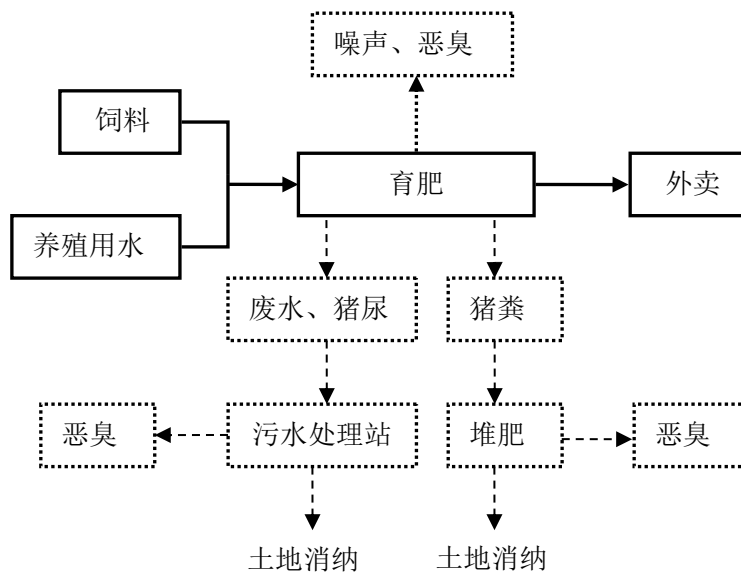 噪声、恶臭
饲料
育肥
外卖
养殖用水
废水、猪尿
猪粪
恶臭
污水处理站
堆肥
恶臭
土地消纳
土地消纳